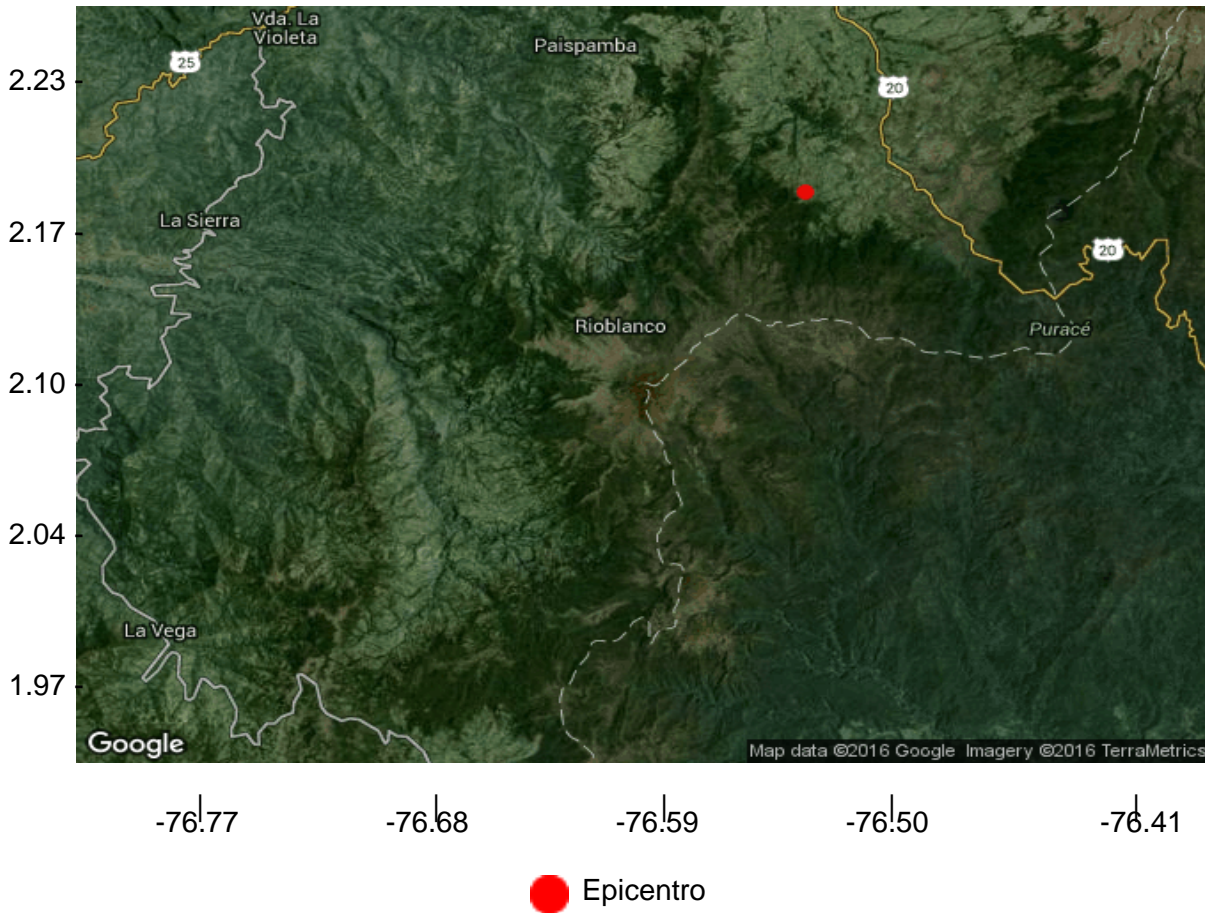 Vda. La
Violeta
Paispamba
25
2.23
20
La Sierra
2.17
20
Rioblanco
Puracé
2.10
2.04
La Vega
1.97
Google
Map data ©2016 Google Imagery ©2016 TerraMetrics
-76.77
-76.68
-76.59
-76.50
-76.41
Epicentro